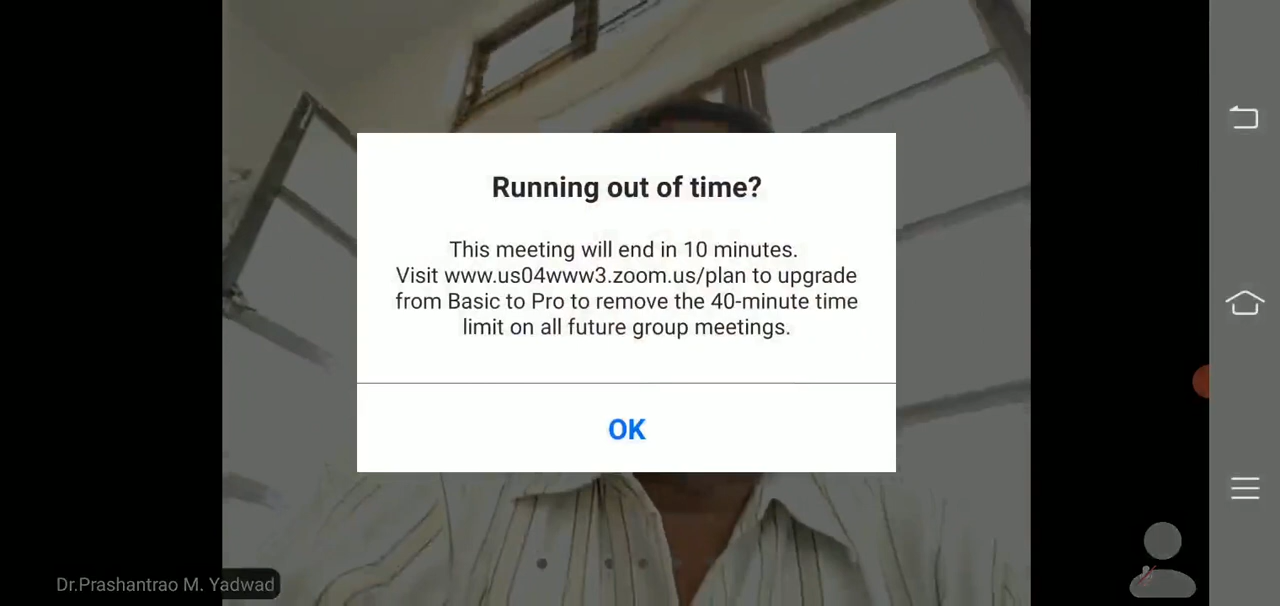 Running out of time?
This meeting will end in 10 minutes.
Visit www.us04www3.zoom.us/plan to upgrade
from Basic to Pro to remove the 40-minute time
limit on all future group meetings.
OK
Dr.Prashantrao M. Yadwad